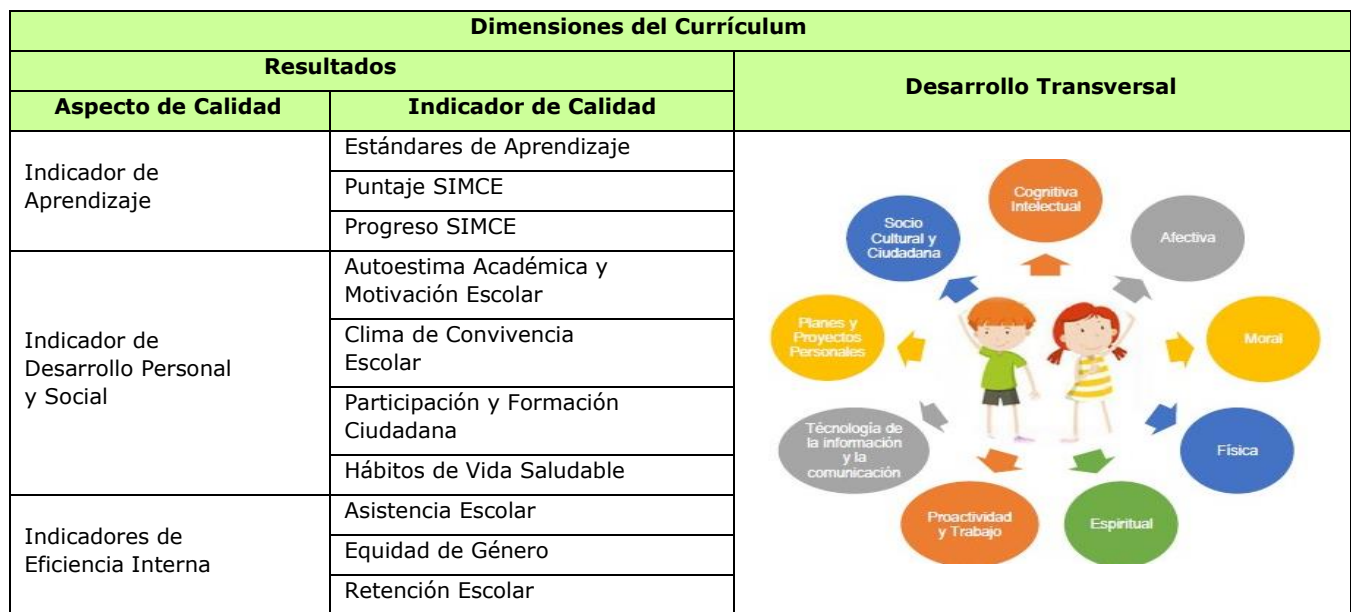 Dimensiones del Currículum
Resultados
Desarrollo Transversal
Aspecto de Calidad
Indicador de Calidad
Indicador de
Aprendizaje
Estándares de Aprendizaje
Puntaje SIMCE
Progreso SIMCE
Indicador de
Desarrollo Personal
y Social
Autoestima Académica y
Motivación Escolar
Clima de Convivencia
Escolar
Participación y Formación
Ciudadana
Hábitos de Vida Saludable
Indicadores de
Eficiencia Interna
Asistencia Escolar
Equidad de Género
Retención Escolar
Cognitiva
Intelectual
Afectiva
Moral
Física
Espiritual
Proactividad
y Trabajo
Técnología de
la información
y la
comunicación
Planes y
Proyectos
Personales
Socio
Cultural y
Ciudadana